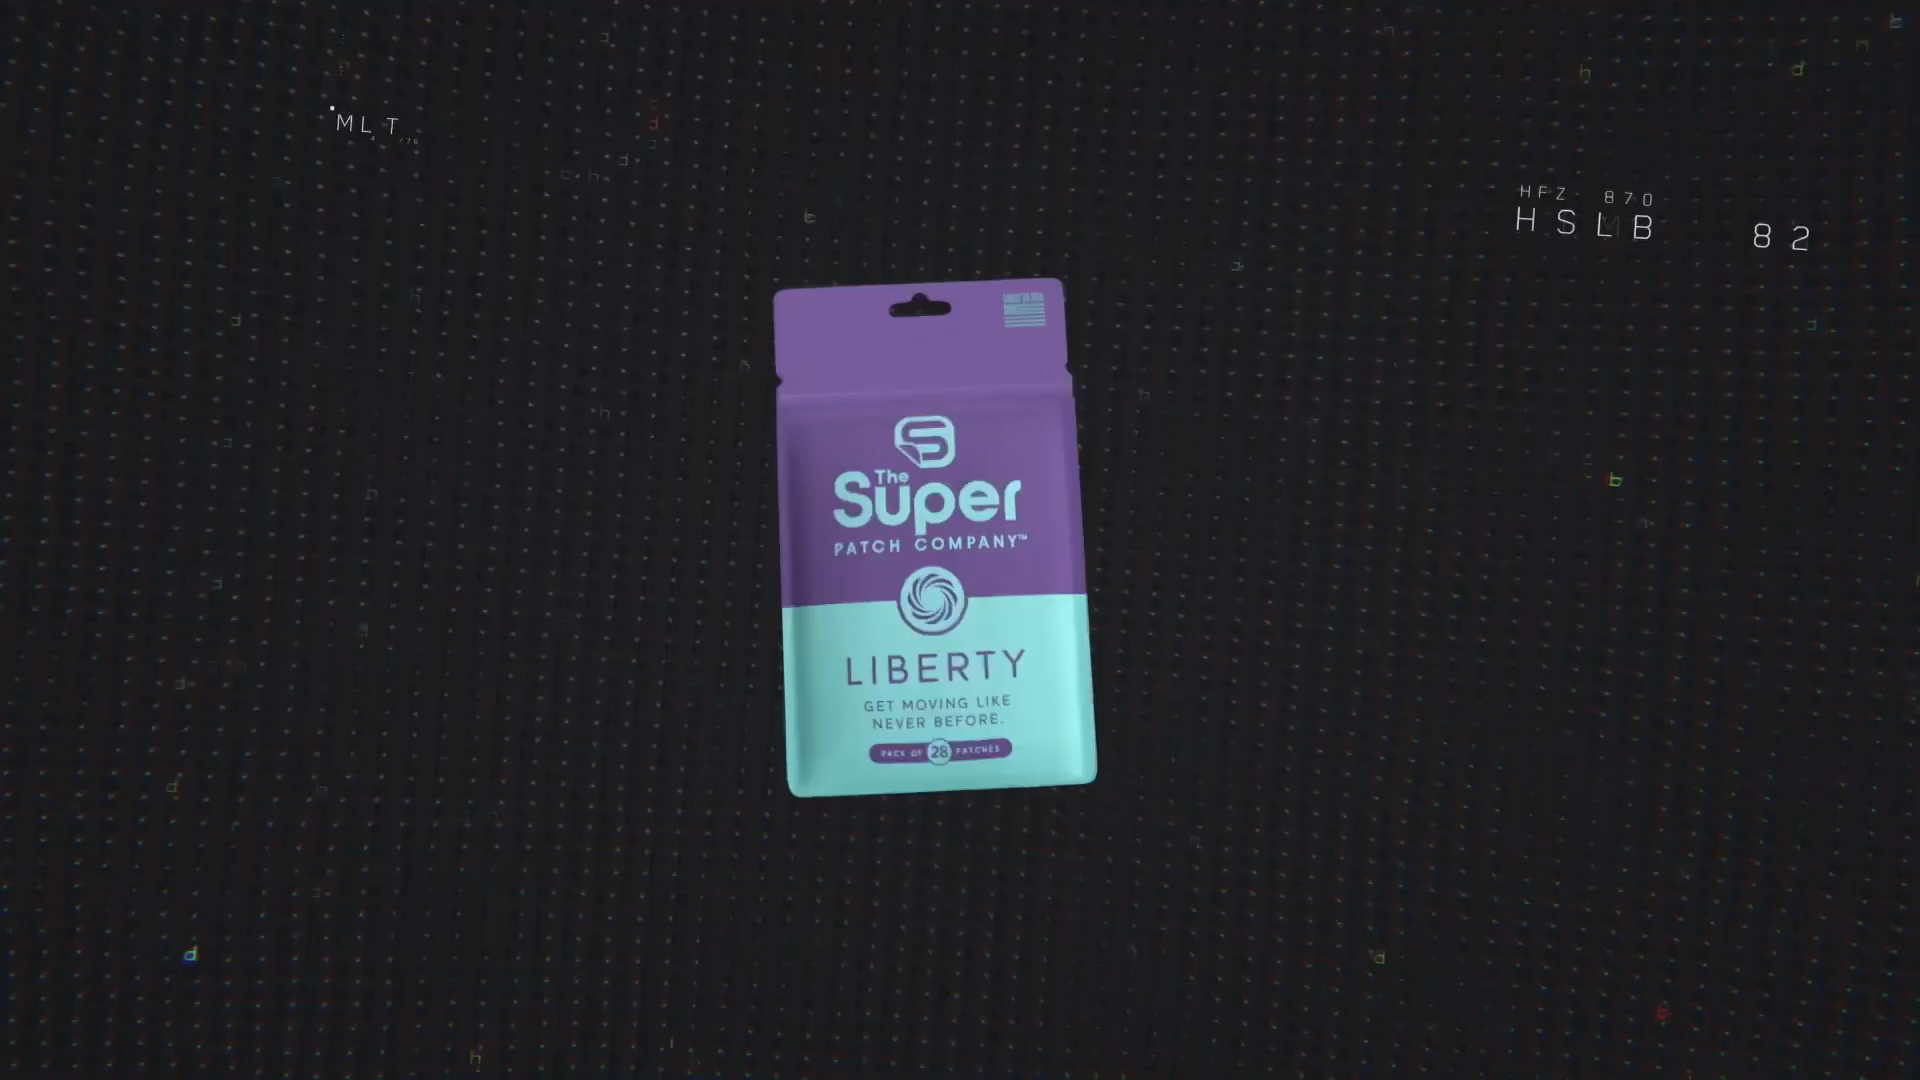 MLT
HFZ 870
HSLB 82
The
Super
PATCH COMPANY™
LIBERTY
GET MOVING LIKE
NEVER BEFORE.
PACK OF 28 PATCHES